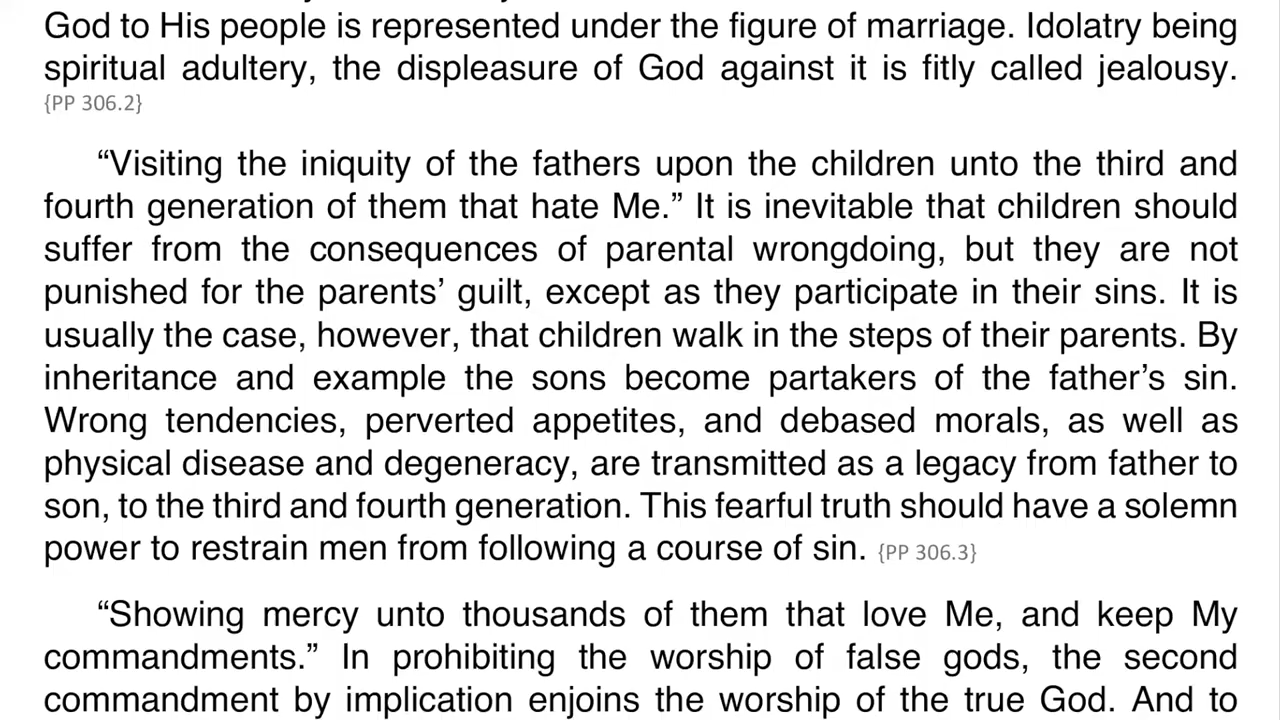 God to His people is represented under the figure of marriage. Idolatry being
spiritual adultery, the displeasure of God against it is fitly called jealousy.
{PP 306.2}
“Visiting the iniquity of the fathers upon the children unto the third and
fourth generation of them that hate Me.” It is inevitable that children should
suffer from the consequences of parental wrongdoing, but they are not
punished for the parents’ guilt, except as they participate in their sins. It is
usually the case, however, that children walk in the steps of their parents. By
inheritance and example the sons become partakers of the father’s sin.
Wrong tendencies, perverted appetites, and debased morals, as well as
physical disease and degeneracy, are transmitted as a legacy from father to
son, to the third and fourth generation. This fearful truth should have a solemn
power to restrain men from following a course of sin. {PP 306.3}
“Showing mercy unto thousands of them that love Me, and keep My
commandments.” In prohibiting the worship of false gods, the second
commandment by implication enjoins the worship of the true God. And to